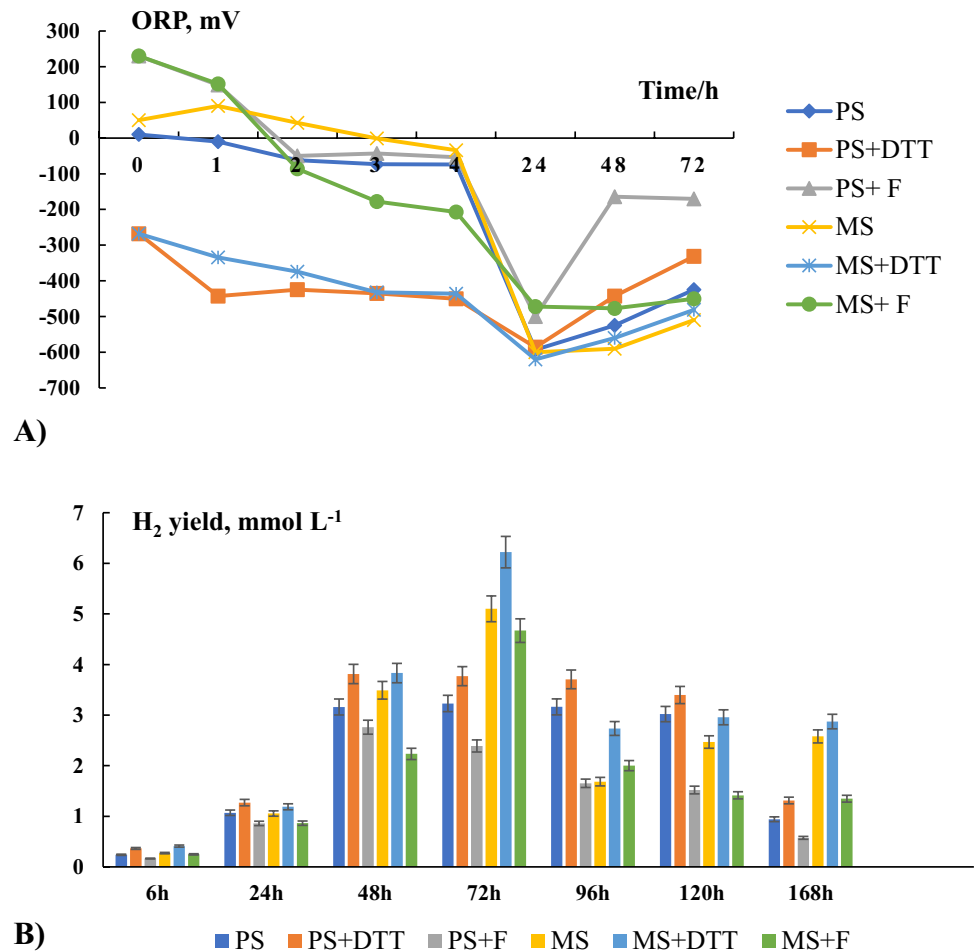 ORP, mV
300
200
100
0
-100
-200
-300
-400
-500
-600
-700
Time/h
0 1 2 3 4 24 48 72
PS
PS+DTT
PS+ F
MS
MS+DTT
MS+ F
A)
H₂ yield, mmol L⁻¹
7
6
5
4
3
2
1
0
6h 24h 48h 72h 96h 120h 168h
B)
PS PS+DTT PS+F MS MS+DTT MS+F